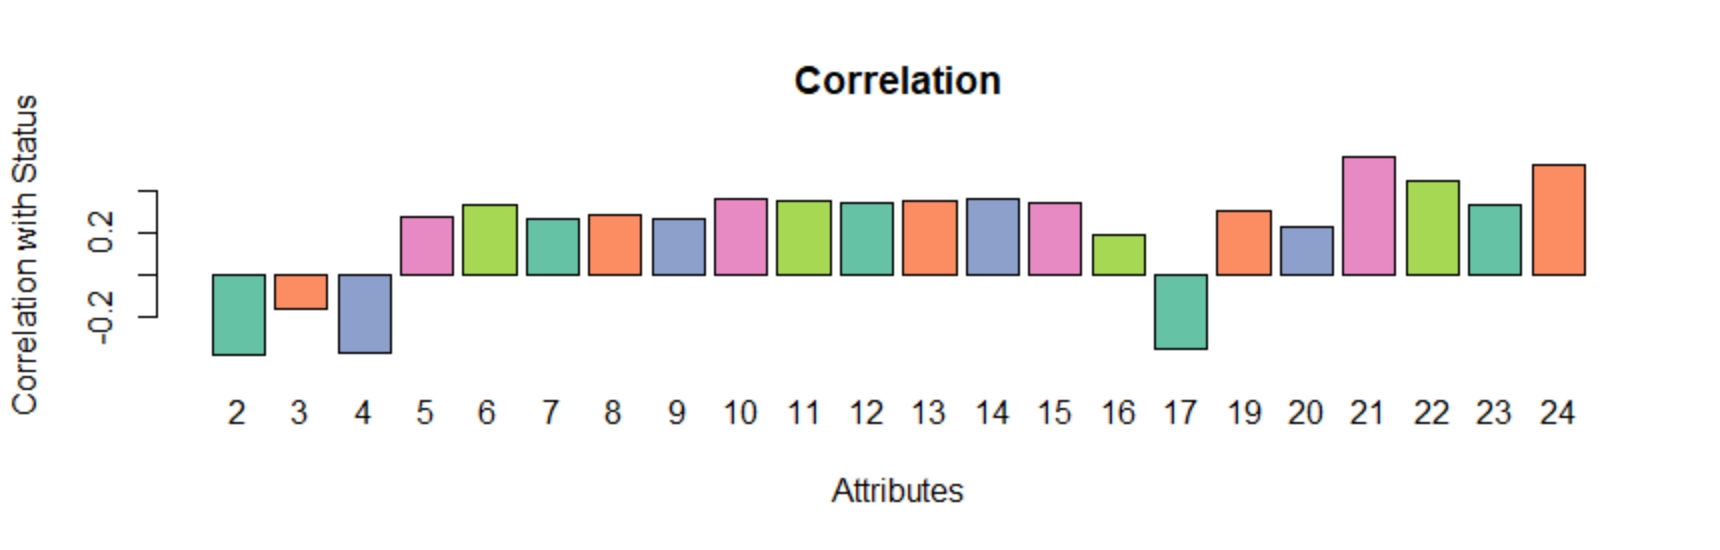 Correlation
Correlation with Status
0.2
-0.2
2 3 4 5 6 7 8 9 10 11 12 13 14 15 16 17 19 20 21 22 23 24
Attributes